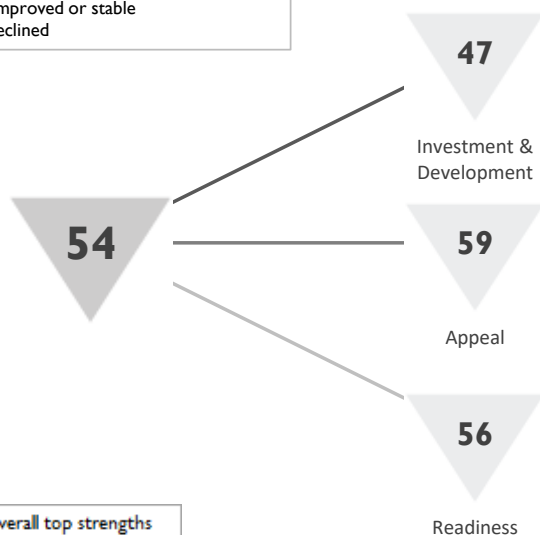 mproved or stable
eclined
47
Investment &
Development
54
59
Appeal
56
Readiness
verall top strengths